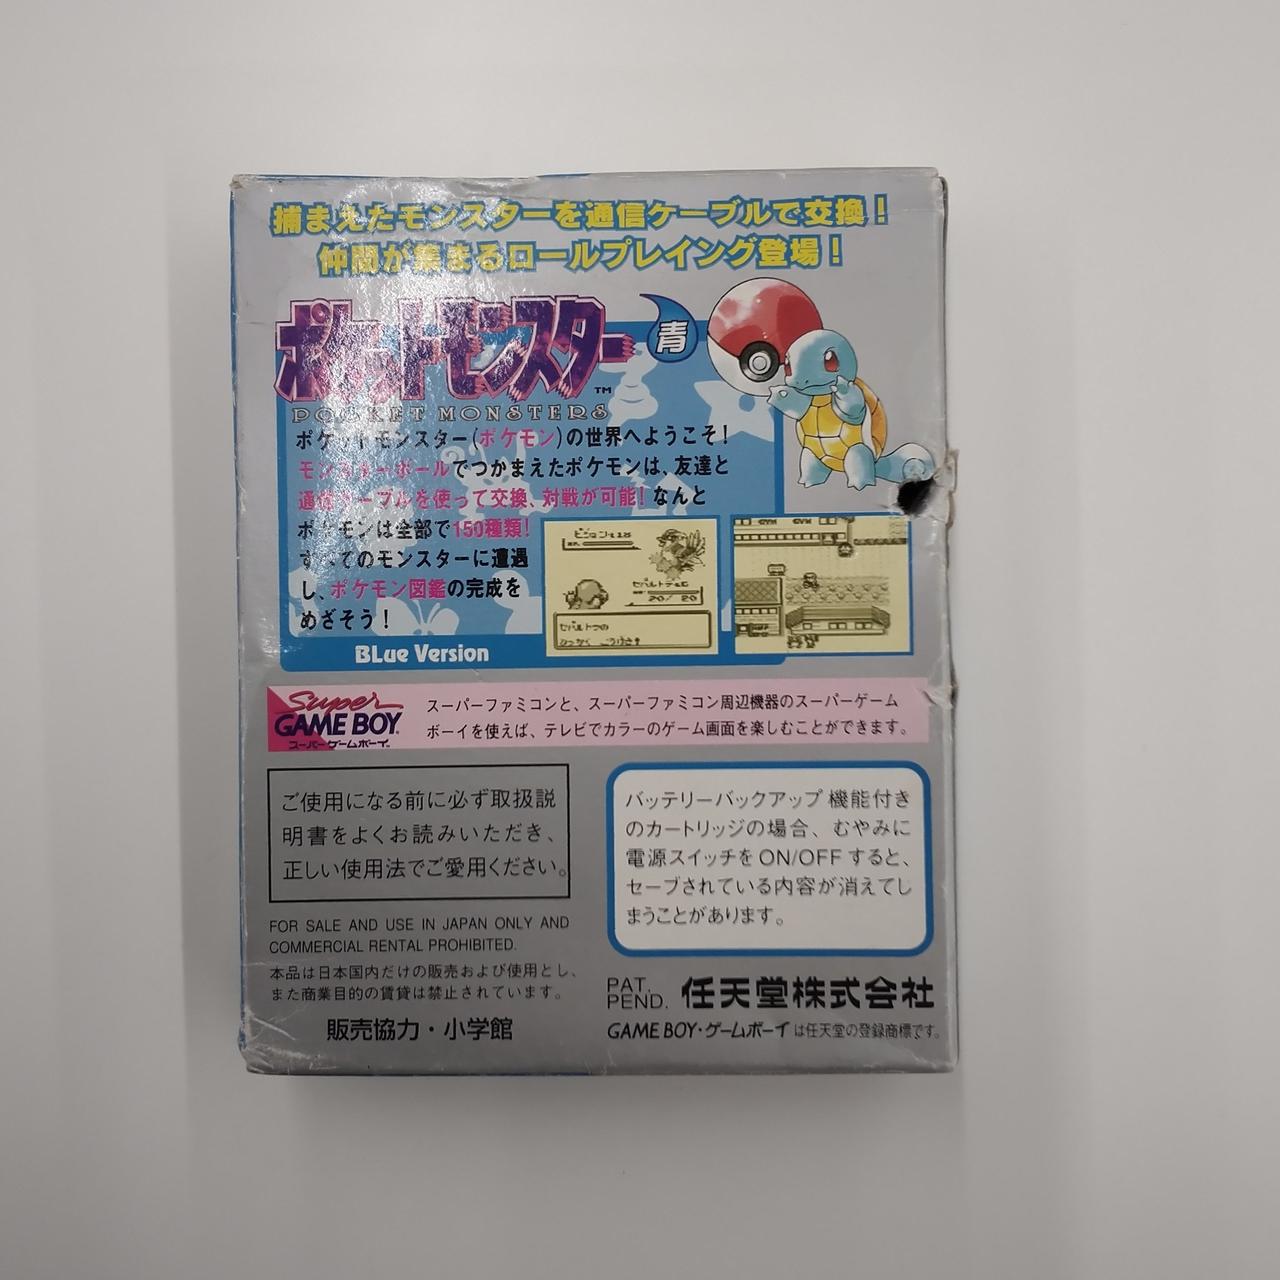 捕まえたモンスターを通信ケーブルで交換!
仲間が集まるロールプレイング登場!
ポケットモンスター 青
TM
POCKET MONSTERS
ポケットモンスター(ポケモン)の世界へようこそ!
モンスターボールでつかまえたポケモンは、友達と
通信ケーブルを使って交換、対戦が可能!なんと
ポケモンは全部で150種類!
すべてのモンスターに遭遇
し、ポケモン図鑑の完成を
めざそう!
BLue Version
ゼバルトラの
20/ 20
GYM
Super
GAME BOY
スーパーゲームボーイ
スーパーファミコンと、スーパーファミコン周辺機器のスーパーゲーム
ボーイを使えば、テレビでカラーのゲーム画面を楽しむことができます。
ご使用になる前に必ず取扱説
明書をよくお読みいただき、
正しい使用法でご愛用ください。
バッテリーバックアップ機能付き
のカートリッジの場合、むやみに
電源スイッチを ON/OFF すると、
セーブされている内容が消えてし
まうことがあります。
FOR SALE AND USE IN JAPAN ONLY AND
COMMERCIAL RENTAL PROHIBITED.
本品は日本国内だけの販売および使用とし、
また商業目的の賃貸は禁止されています。
販売協力・小学館
PAT.
PEND. 任天堂株式会社
GAME BOY・ゲームボーイは任天堂の登録商標です。